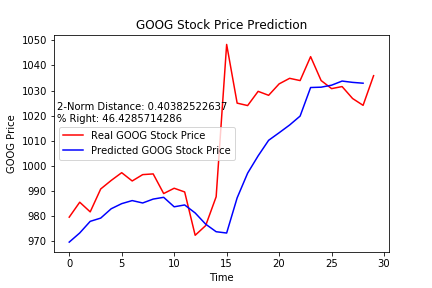 GOOG Stock Price Prediction
1050
1040
1030
1020
1010
1000
990
980
970
GOOG Price
2-Norm Distance: 0.40382522637
% Right: 46.4285714286
Real GOOG Stock Price
Predicted GOOG Stock Price
0 5 10 15 20 25 30
Time